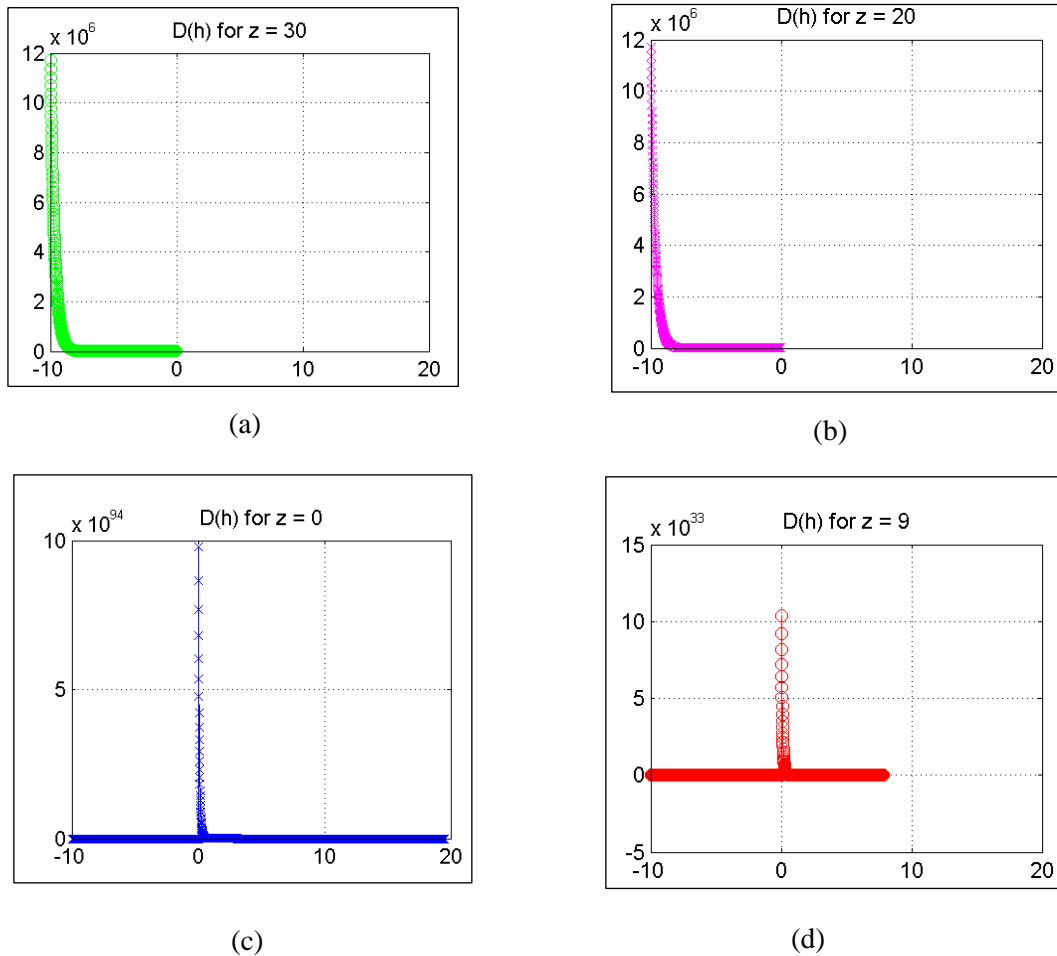 D(h) for z = 30
x 10^6
12
10
8
6
4
2
0
-10 0 10 20
(a)
D(h) for z = 20
x 10^6
12
10
8
6
4
2
0
-10 0 10 20
(b)
D(h) for z = 0
x 10^94
10
5
0
-10 0 10 20
(c)
D(h) for z = 9
x 10^33
15
10
5
0
-5
-10 0 10 20
(d)